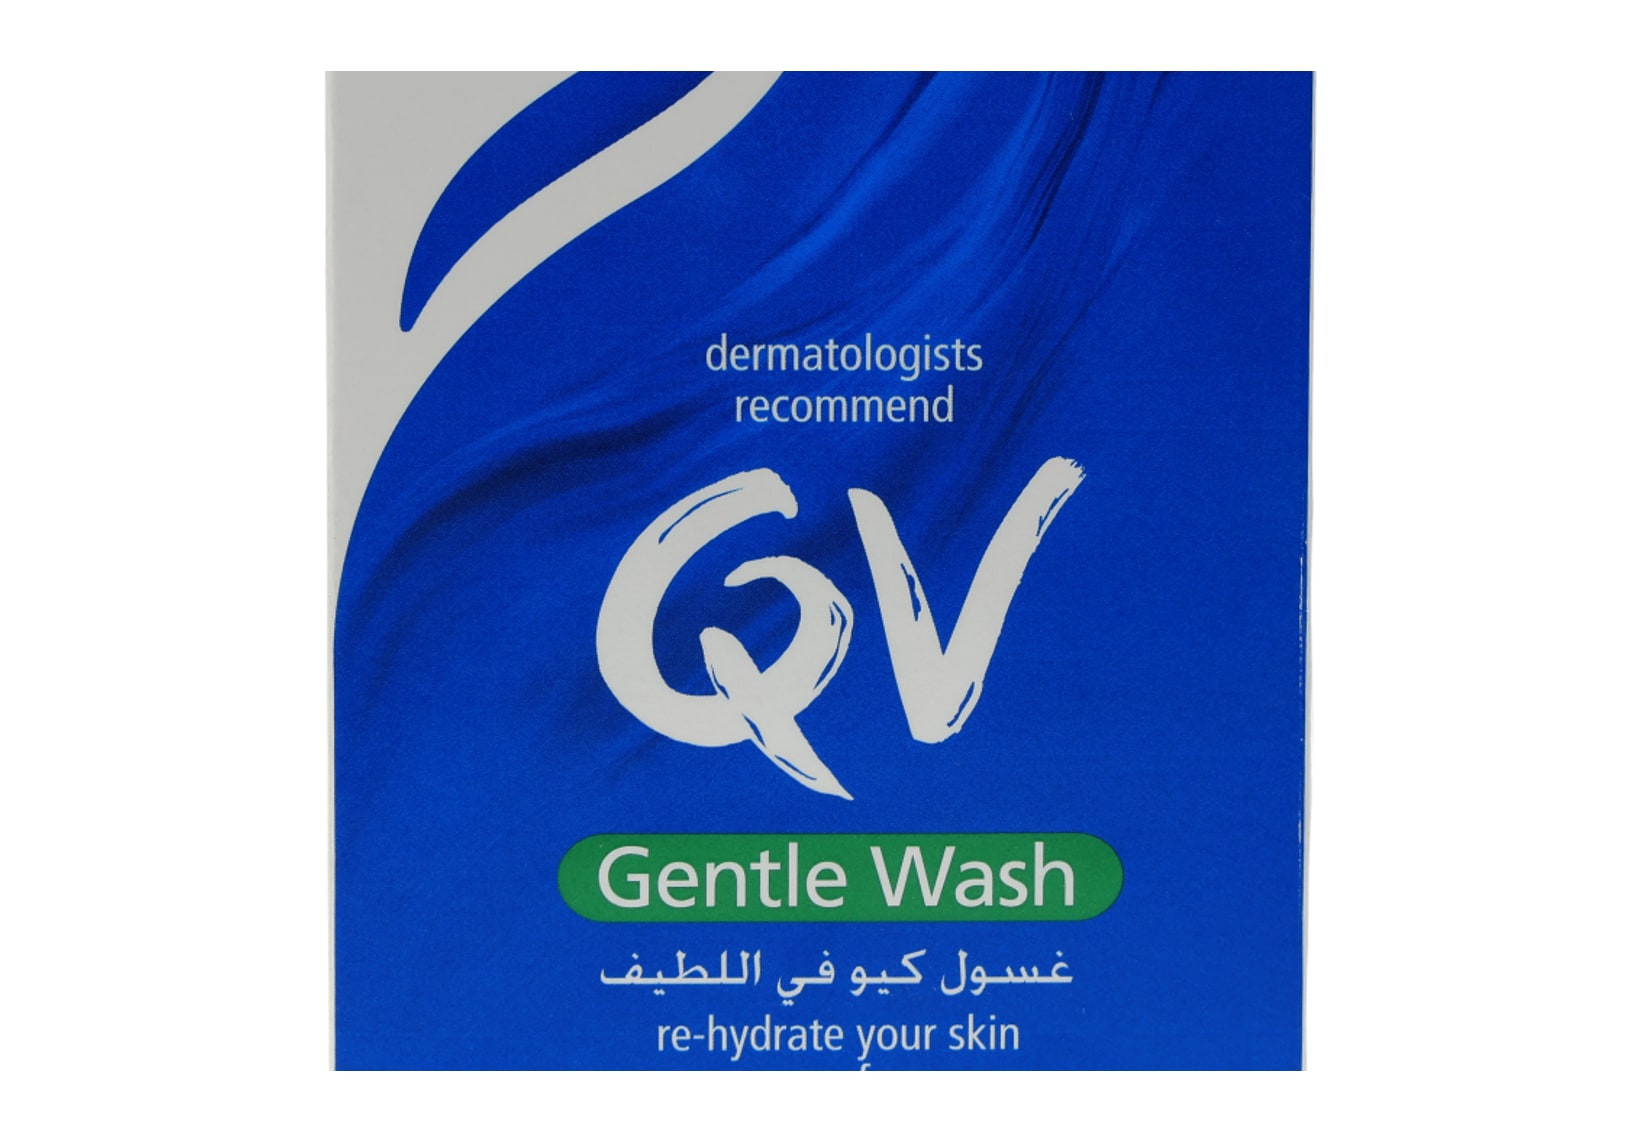 dermatologists
recommend
QV
Gentle Wash
غسول كيو في اللطيف
re-hydrate your skin